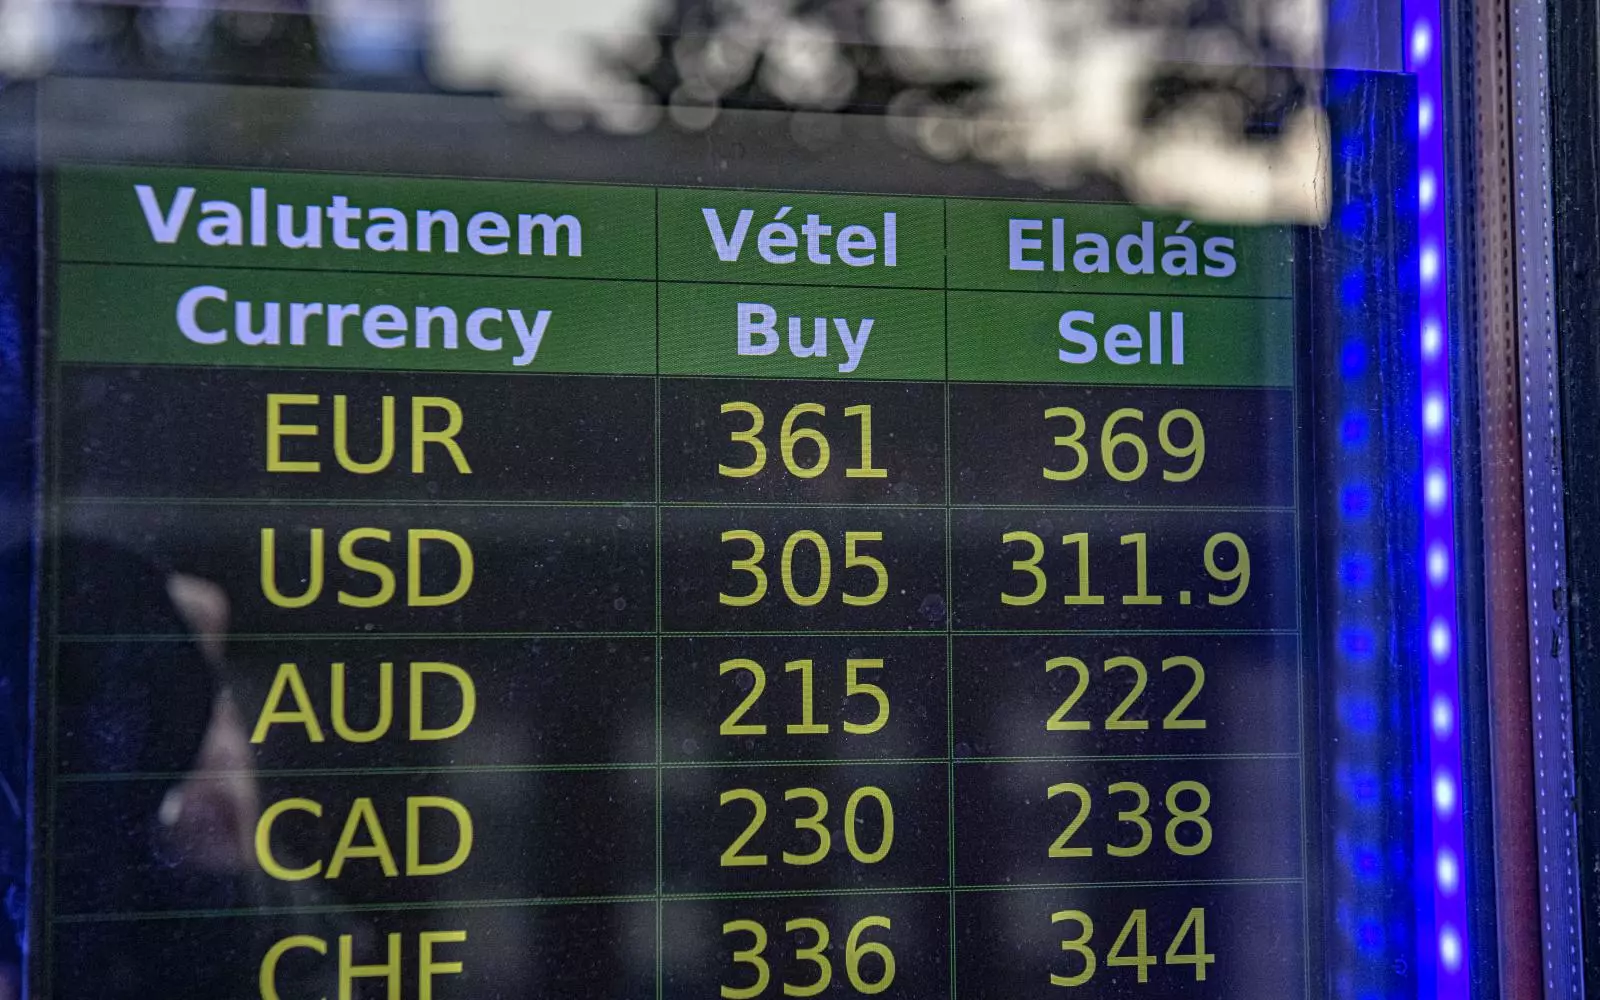 Valutanem Vétel Eladás
Currency Buy Sell
EUR 361 369
USD 305 311.9
AUD 215 222
CAD 230 238
CHF 336 344